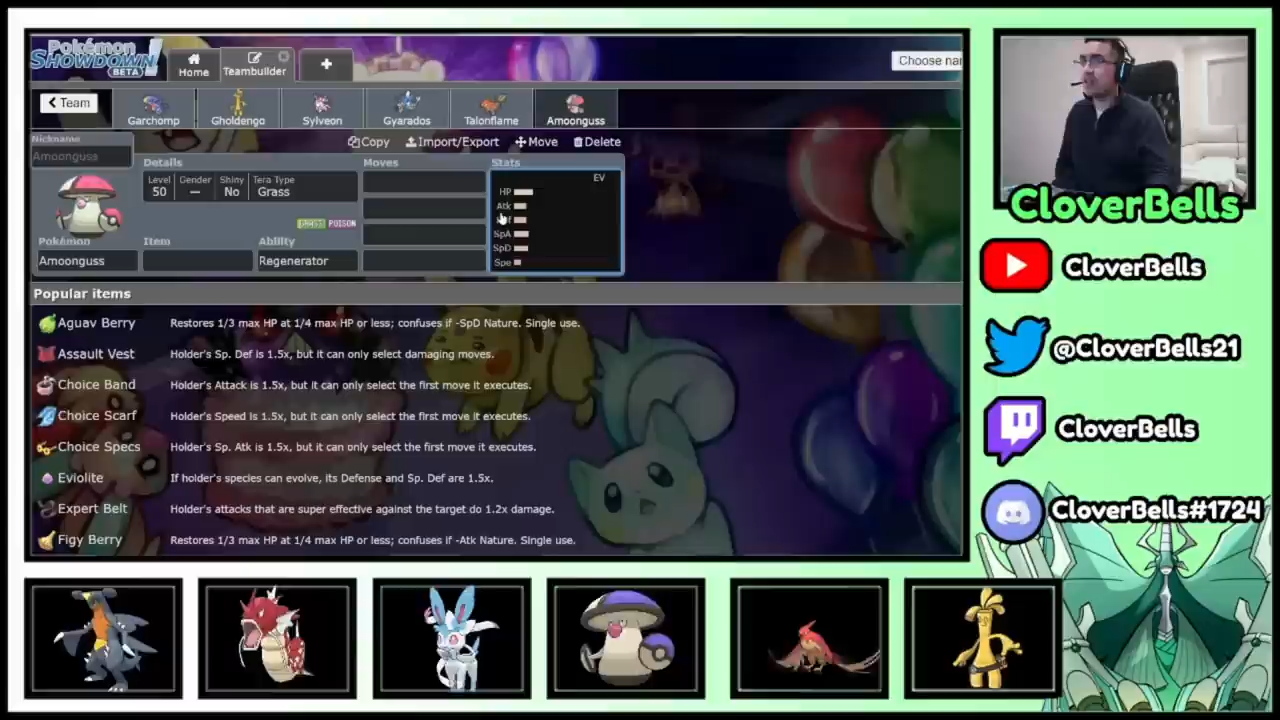 Pokémon
SHOWDOWN!
BETA
Home
Teambuilder
Choose nam
Team
Garchomp
Gholdengo
Sylveon
Gyarados
Talonflame
Amoonguss
Copy
Import/Export
Move
Delete
Nickname
Amoonguss
Details
Moves
Stats
Level
Gender
Shiny
Tera Type
50
—
No
Grass
EV
HP
Atk
SpA
SpD
Spe
GRASS POISON
Pokémon
Item
Ability
Amoonguss
Regenerator
Popular items
Aguav Berry Restores 1/3 max HP at 1/4 max HP or less; confuses if -SpD Nature. Single use.
Assault Vest Holder's Sp. Def is 1.5x, but it can only select damaging moves.
Choice Band Holder's Attack is 1.5x, but it can only select the first move it executes.
Choice Scarf Holder's Speed is 1.5x, but it can only select the first move it executes.
Choice Specs Holder's Sp. Atk is 1.5x, but it can only select the first move it executes.
Eviolite If holder's species can evolve, its Defense and Sp. Def are 1.5x.
Expert Belt Holder's attacks that are super effective against the target do 1.2x damage.
Figy Berry Restores 1/3 max HP at 1/4 max HP or less; confuses if -Atk Nature. Single use.
CloverBells
CloverBells
@CloverBells21
CloverBells
CloverBells#1724